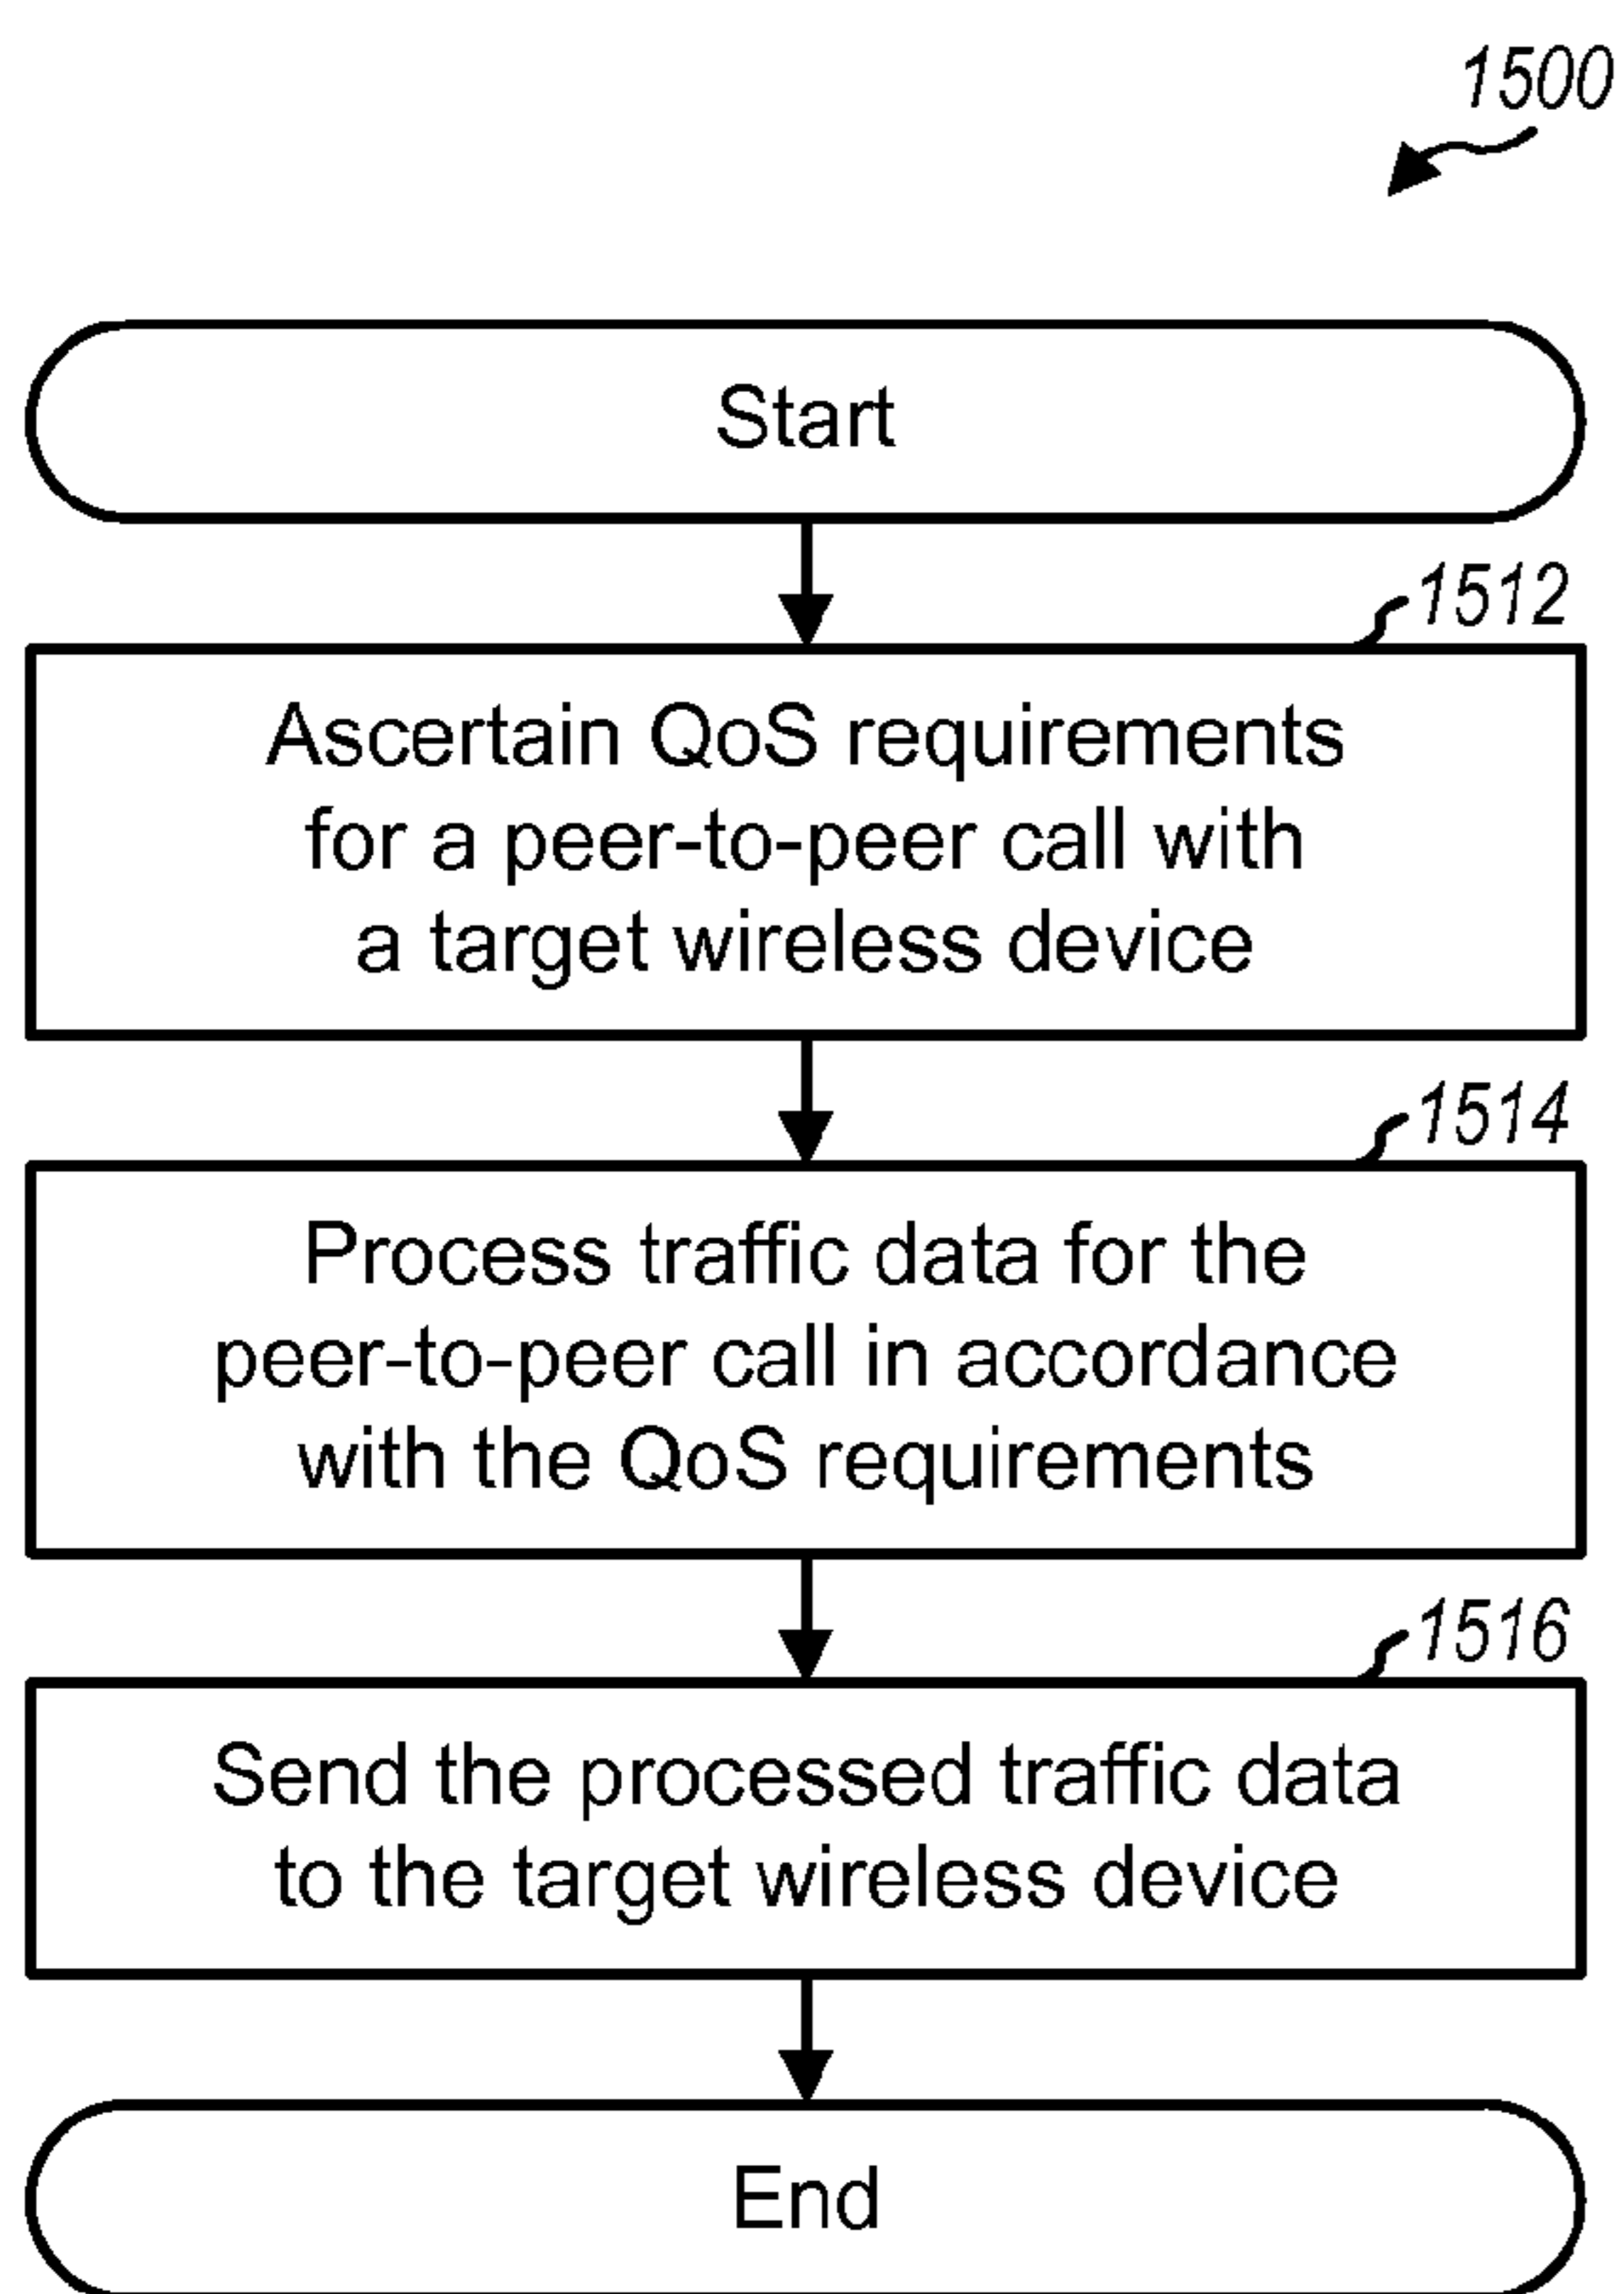 1500
Start
1512
Ascertain QoS requirements
for a peer-to-peer call with
a target wireless device
1514
Process traffic data for the
peer-to-peer call in accordance
with the QoS requirements
1516
Send the processed traffic data
to the target wireless device
End